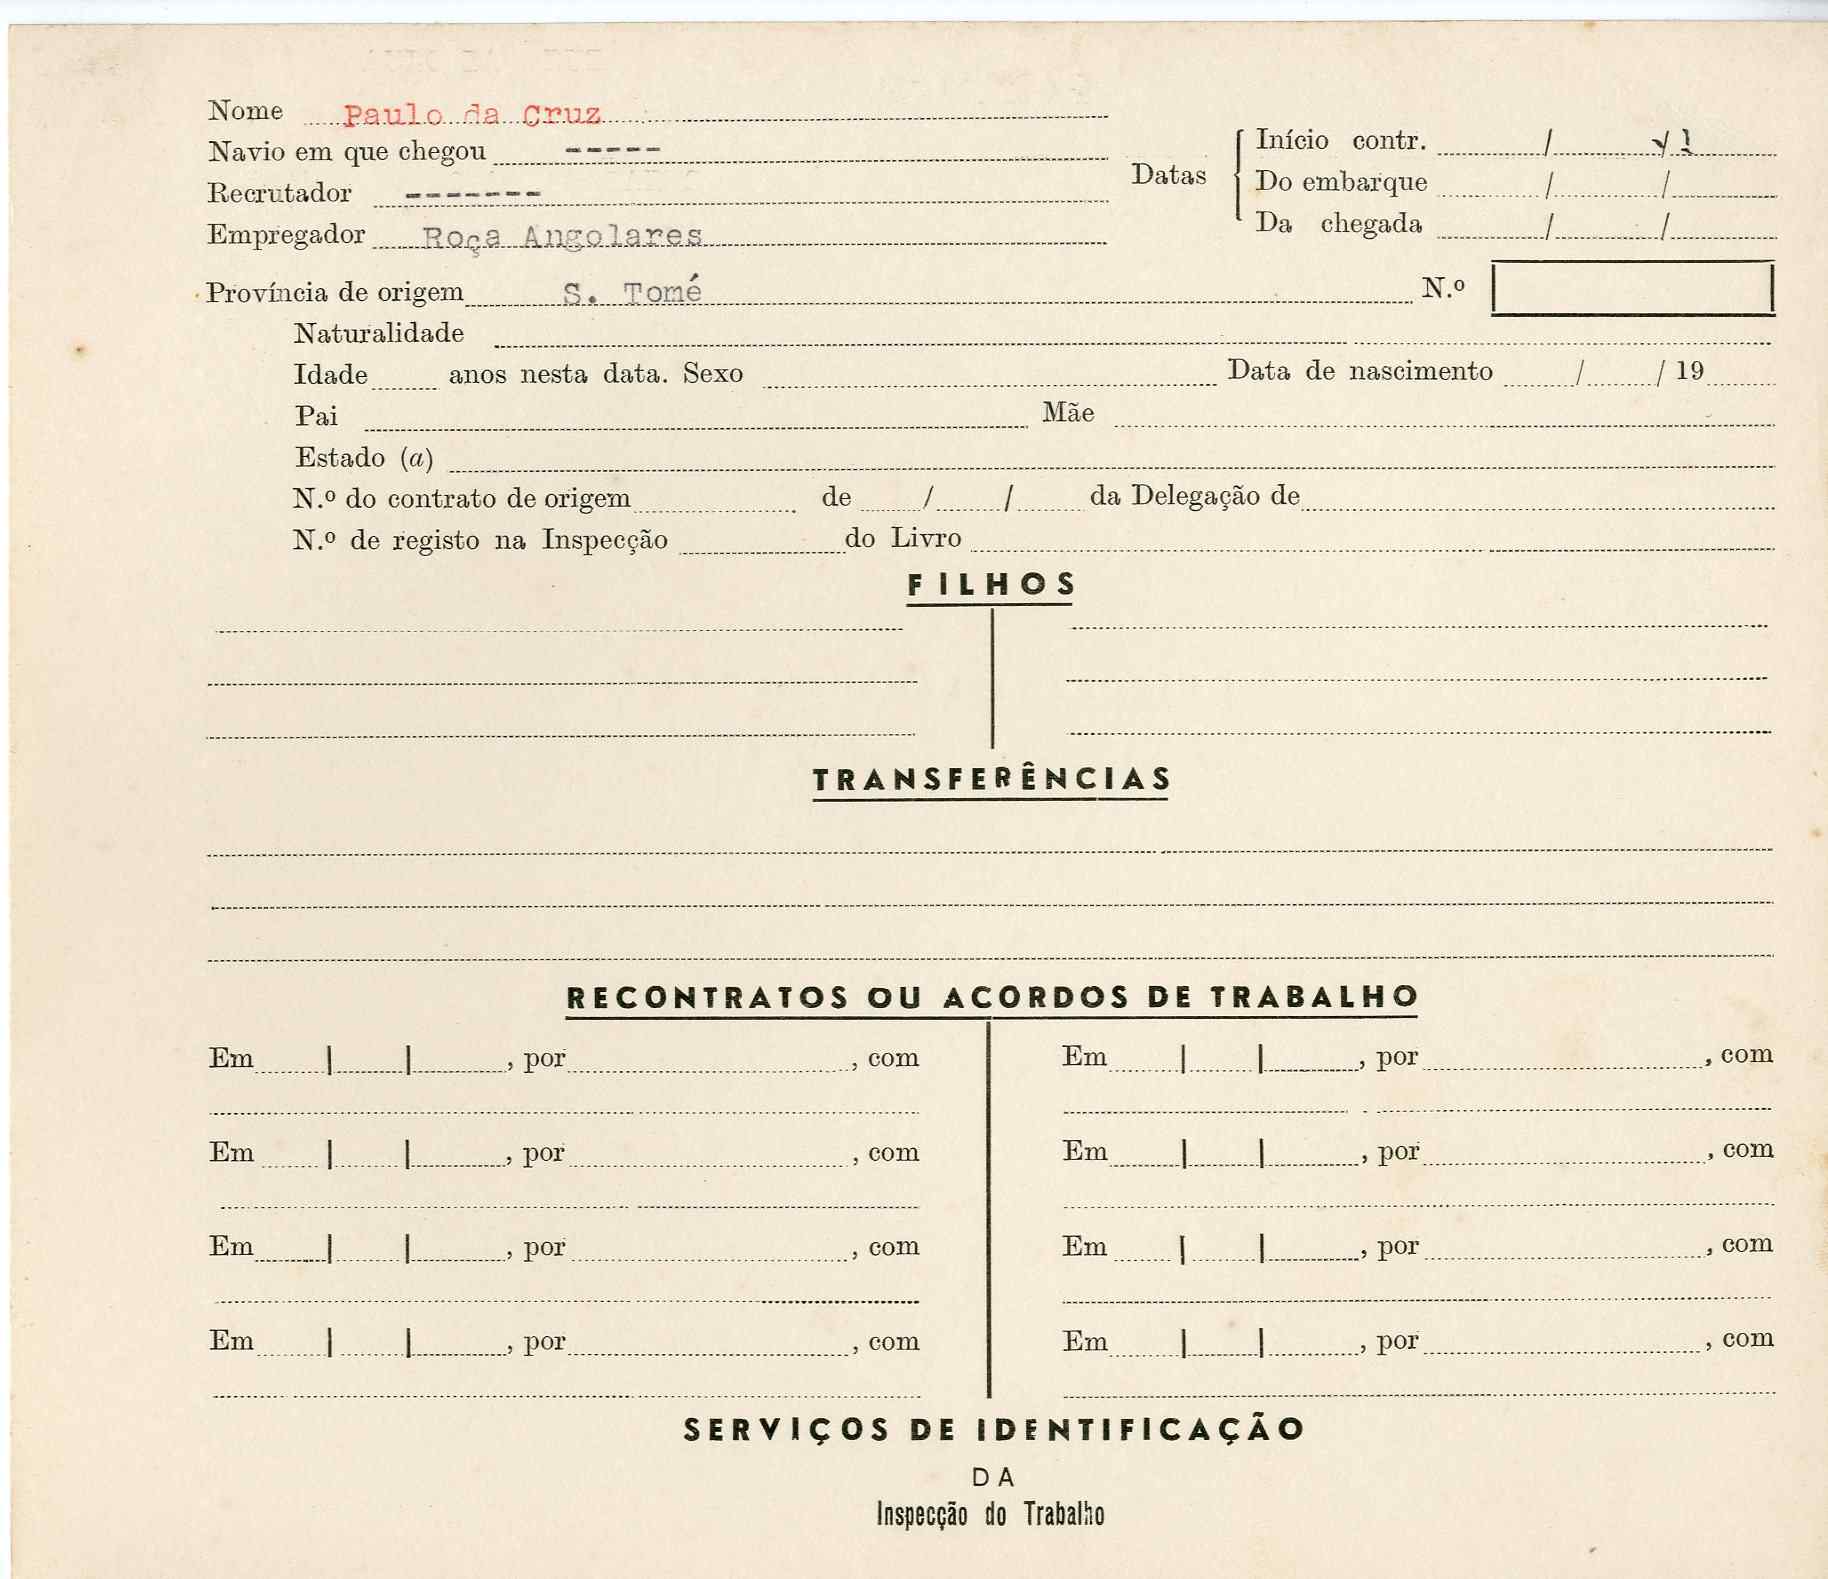 Nome Paulo da Cruz
Navio em que chegou -----
Recrutador -------
Empregador Roça Angolares
Datas
Início contr. / /
Do embarque / /
Da chegada / /
Província de origem S. Tomé N.º
Naturalidade
Idade anos nesta data. Sexo Data de nascimento / / 19
Pai Mãe
Estado (a)
N.º do contrato de origem de / / da Delegação de
N.º de registo na Inspecção do Livro
FILHOS
TRANSFERÊNCIAS
RECONTRATOS OU ACORDOS DE TRABALHO
Em | | , por , com Em | | , por , com
Em | | , por , com Em | | , por , com
Em | | , por , com Em | | , por , com
Em | | , por , com Em | | , por , com
SERVIÇOS DE IDENTIFICAÇÃO
DA
Inspecção do Trabalho